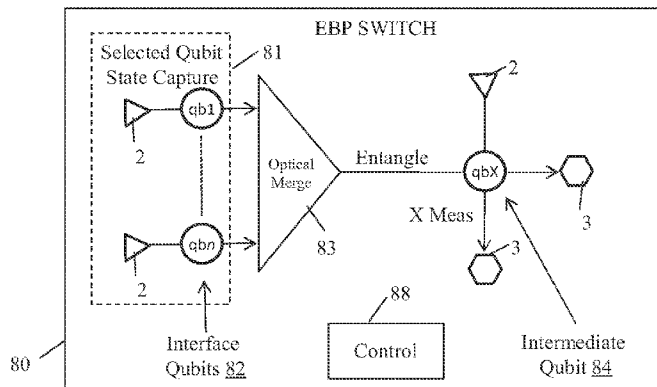 EBP SWITCH
Selected Qubit
State Capture
81
2
qb1
2
Optical
Merge
83
Entangle
qbX
3
X Meas
3
qbn
2
88
Control
Interface
Qubits 82
Intermediate
Qubit 84
80